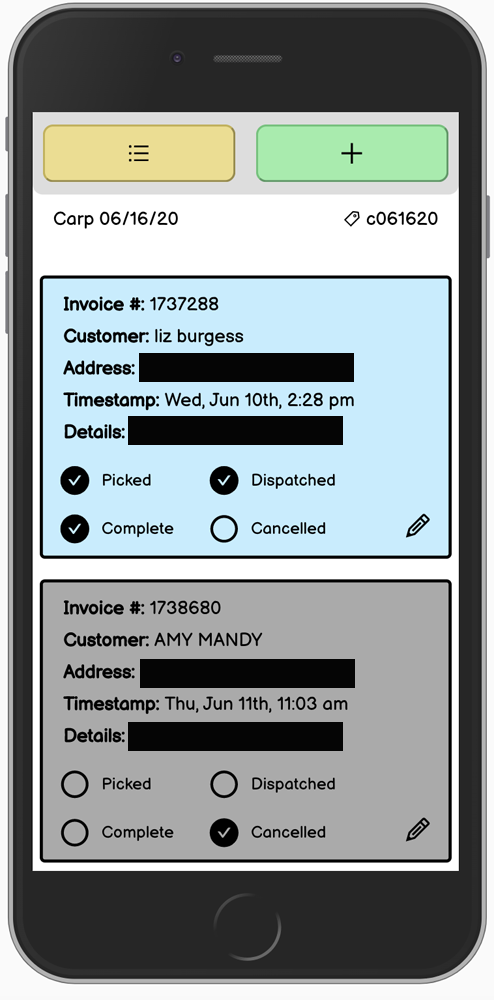 Carp 06/16/20 c061620
Invoice #: 1737288
Customer: liz burgess
Address:
Timestamp: Wed, Jun 10th, 2:28 pm
Details:
Picked Dispatched
Complete Cancelled
Invoice #: 1738680
Customer: AMY MANDY
Address:
Timestamp: Thu, Jun 11th, 11:03 am
Details:
Picked Dispatched
Complete Cancelled